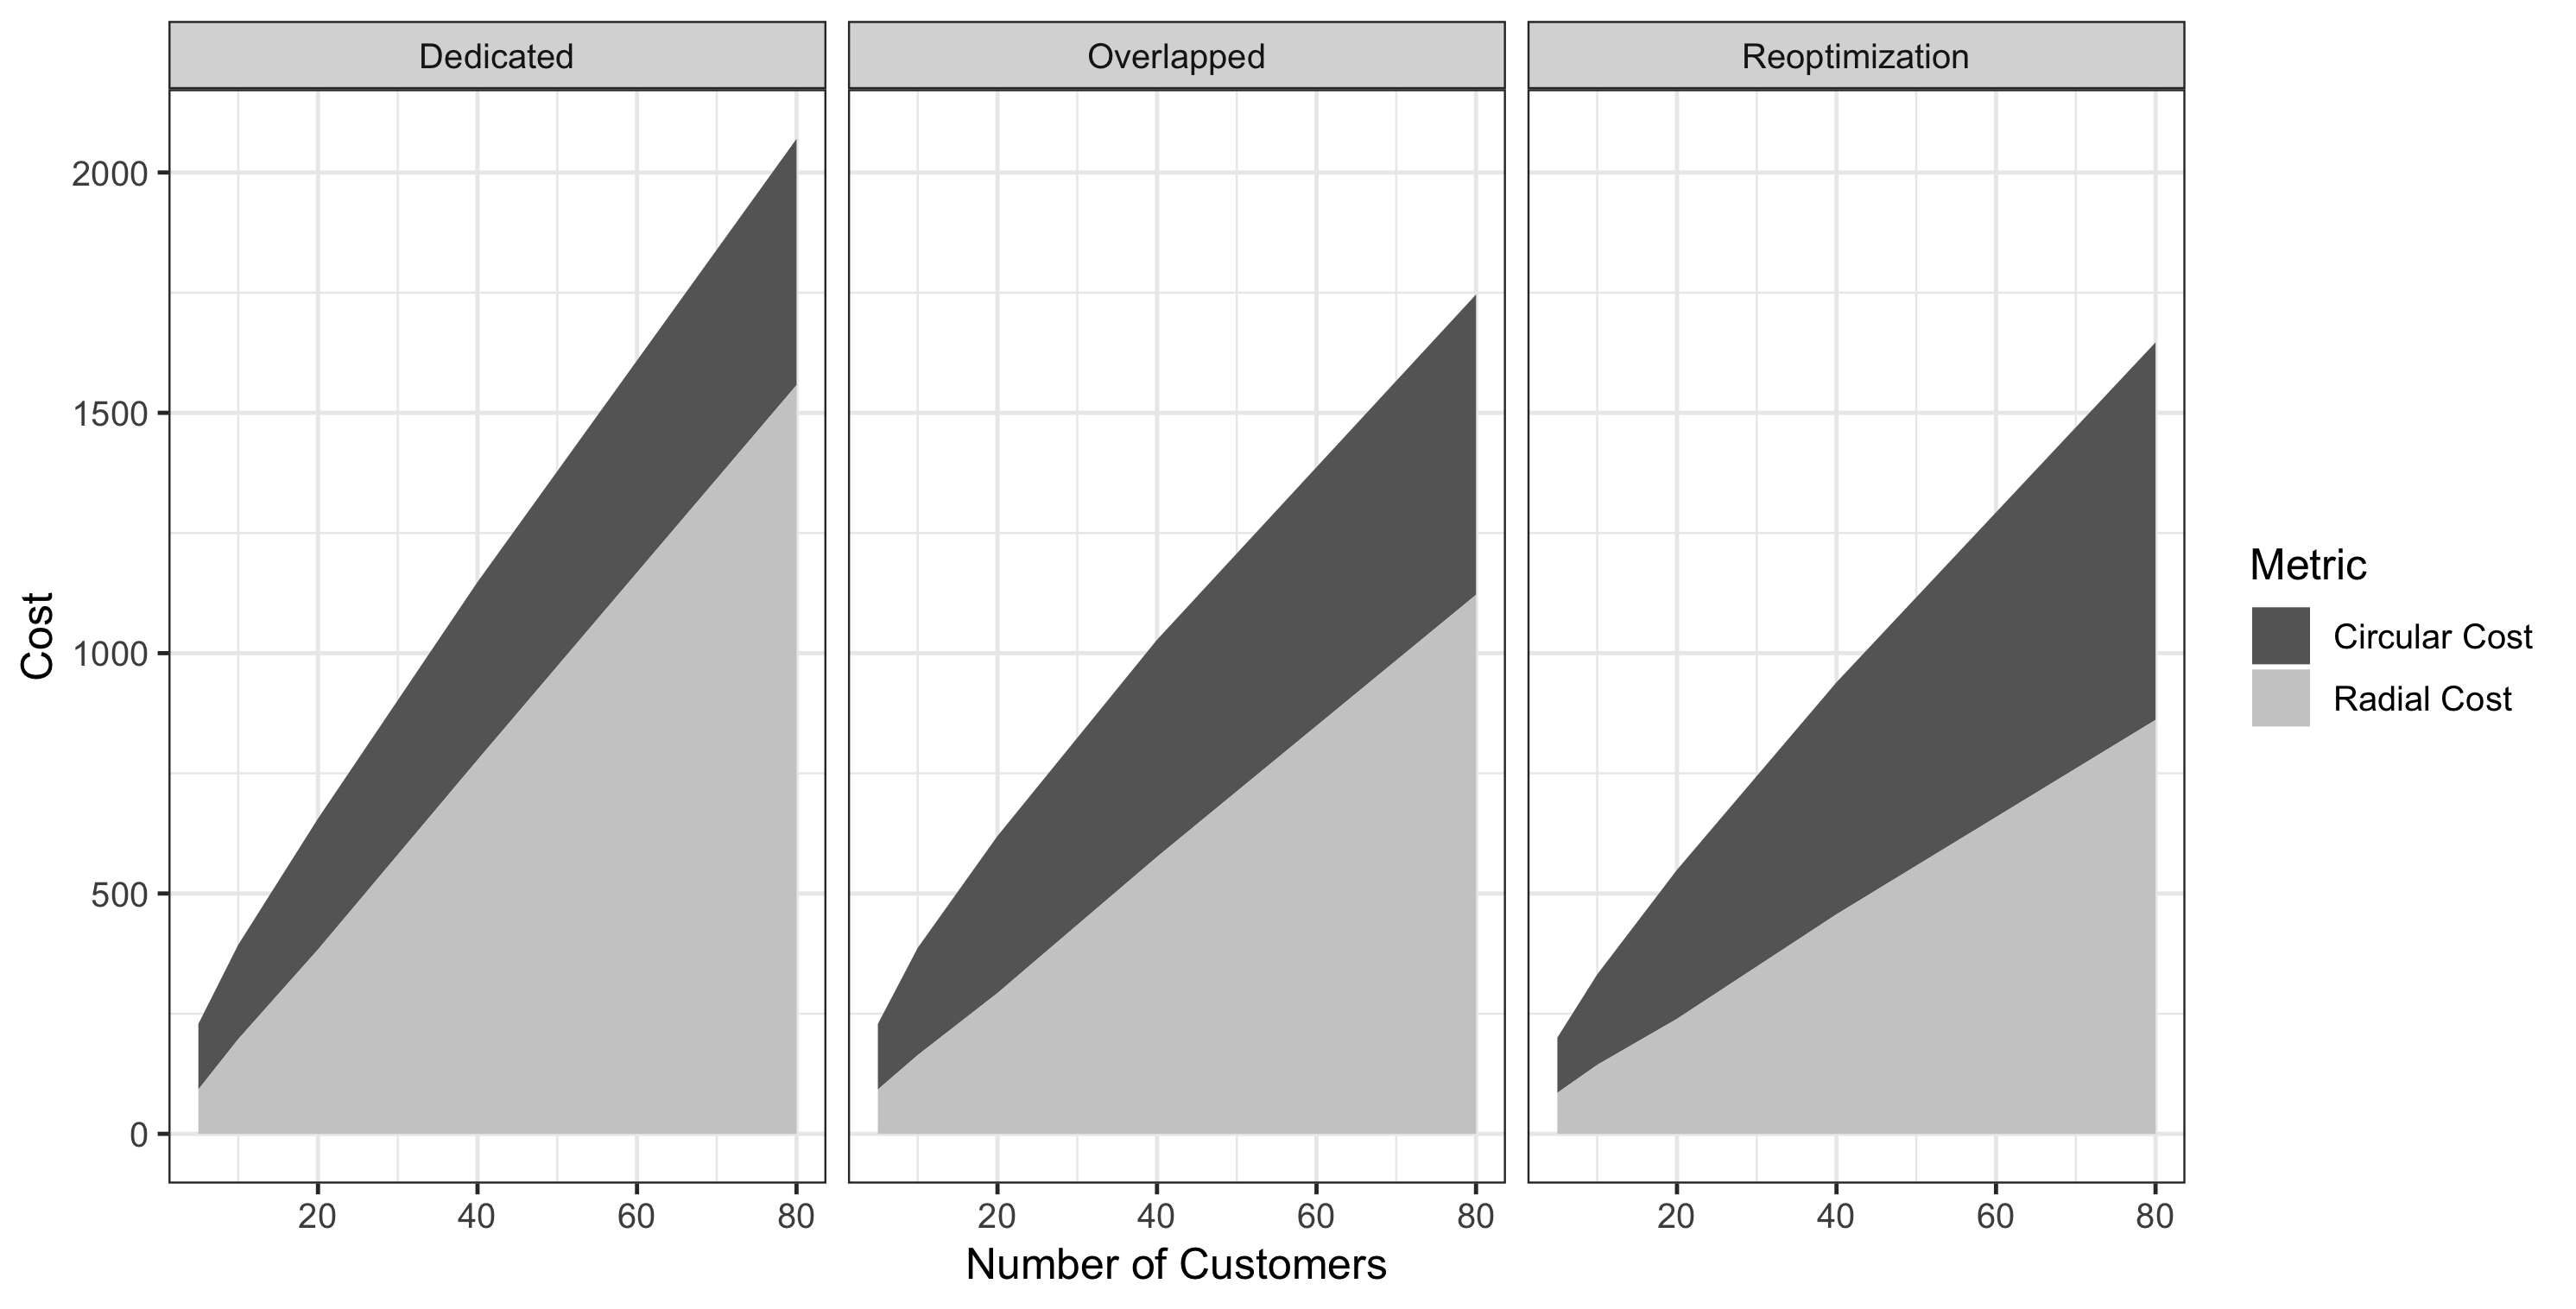 Dedicated
Overlapped
Reoptimization
Cost
2000
1500
1000
500
0
20 40 60 80
20 40 60 80
20 40 60 80
Number of Customers
Metric
Circular Cost
Radial Cost